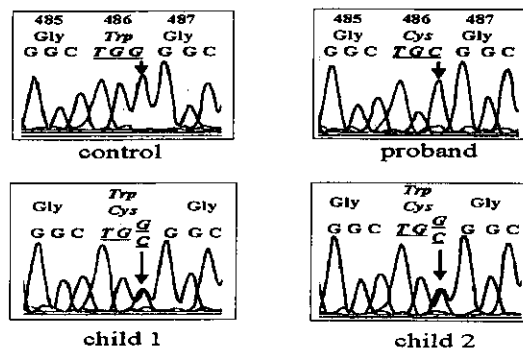 485 486 487
Gly Trp Gly
G G C T G G G G C
control
485 486 487
Gly Cys Gly
G G C T G C G G C
proband
Trp
Gly Cys Gly
G G C T G G/C G G C
child 1
Trp
Gly Cys Gly
G G C T G G/C G G C
child 2